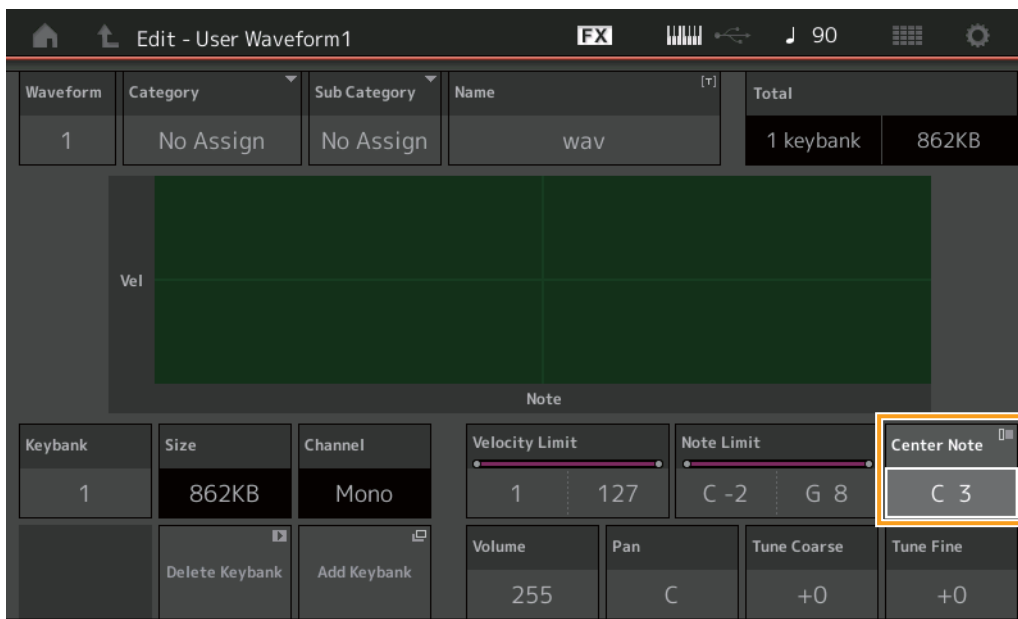 Edit - User Waveform1 FX ♩ 90
Waveform Category Sub Category Name [T] Total
1 No Assign No Assign wav 1 keybank 862KB
Vel
Note
Keybank Size Channel Velocity Limit Note Limit Center Note
1 862KB Mono 1 127 C -2 G 8 C 3
Delete Keybank Add Keybank Volume Pan Tune Coarse Tune Fine
255 C +0 +0